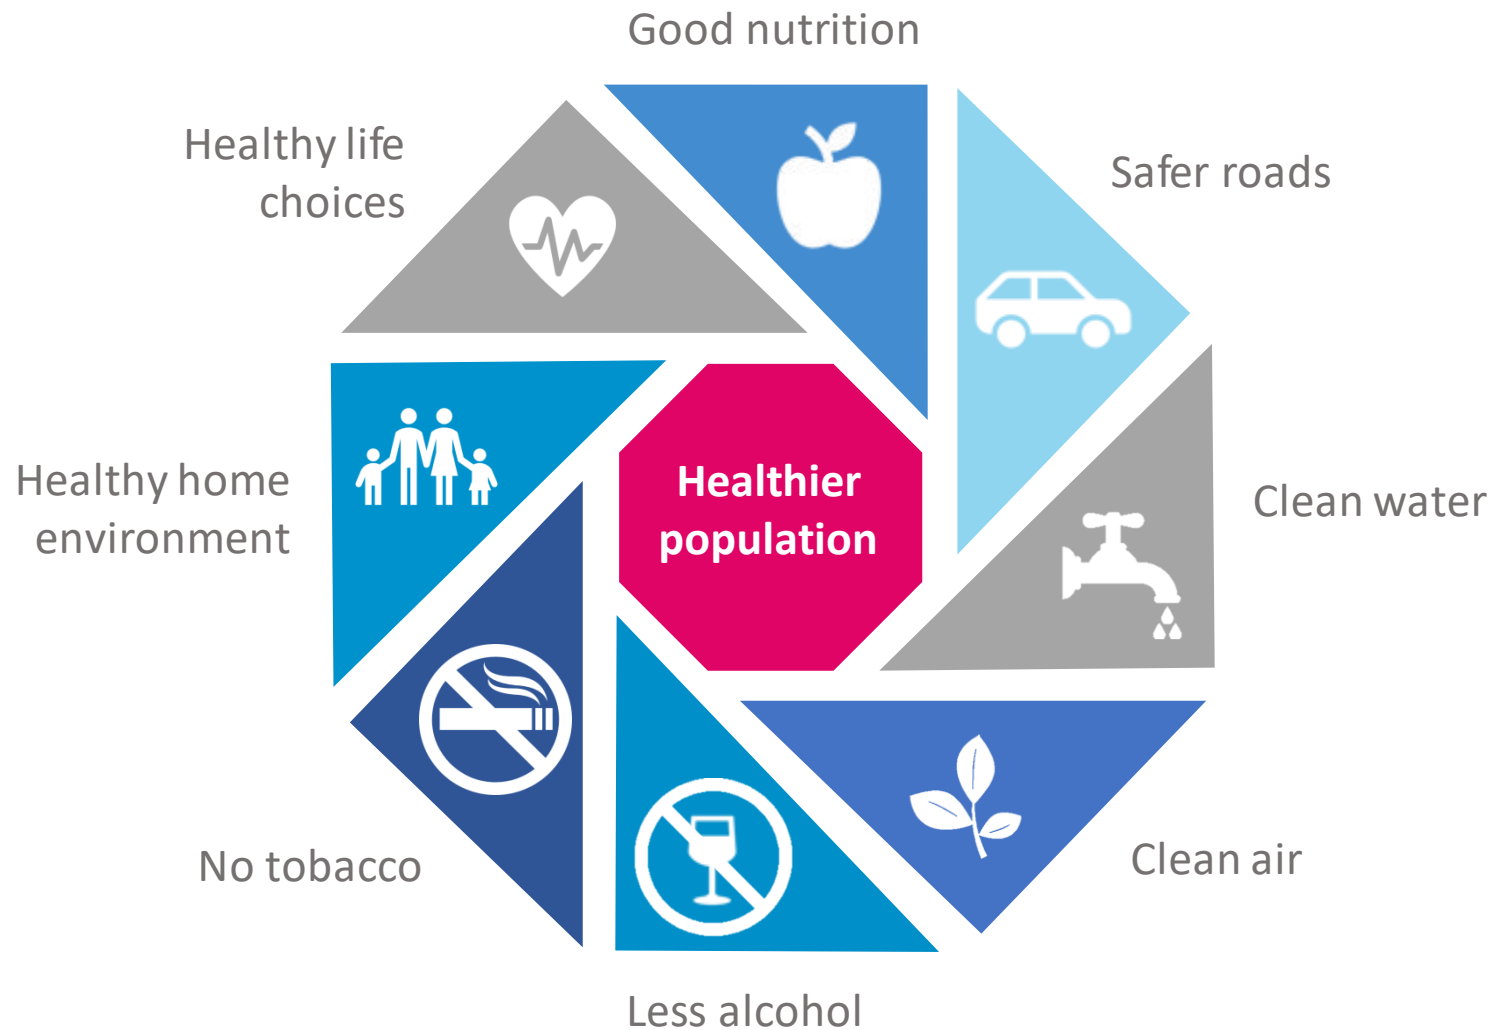 Good nutrition
Healthy life
choices
Safer roads
Healthier
population
Healthy home
environment
Clean water
No tobacco
Clean air
Less alcohol